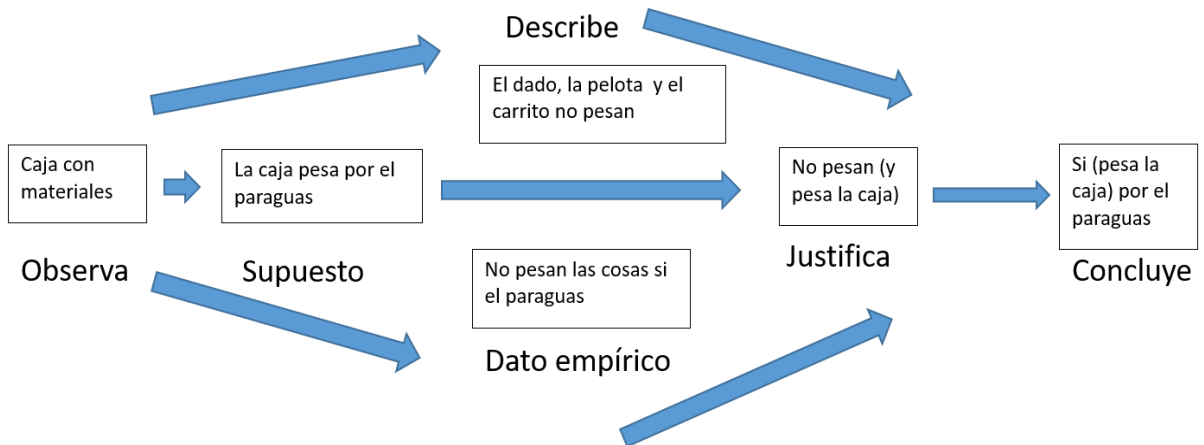 Describe
El dado, la pelota y el
carrito no pesan
Caja con
materiales
Observa
La caja pesa por el
paraguas
Supuesto
No pesan las cosas si
el paraguas
Dato empírico
No pesan (y
pesa la caja)
Justifica
Si (pesa la
caja) por el
paraguas
Concluye